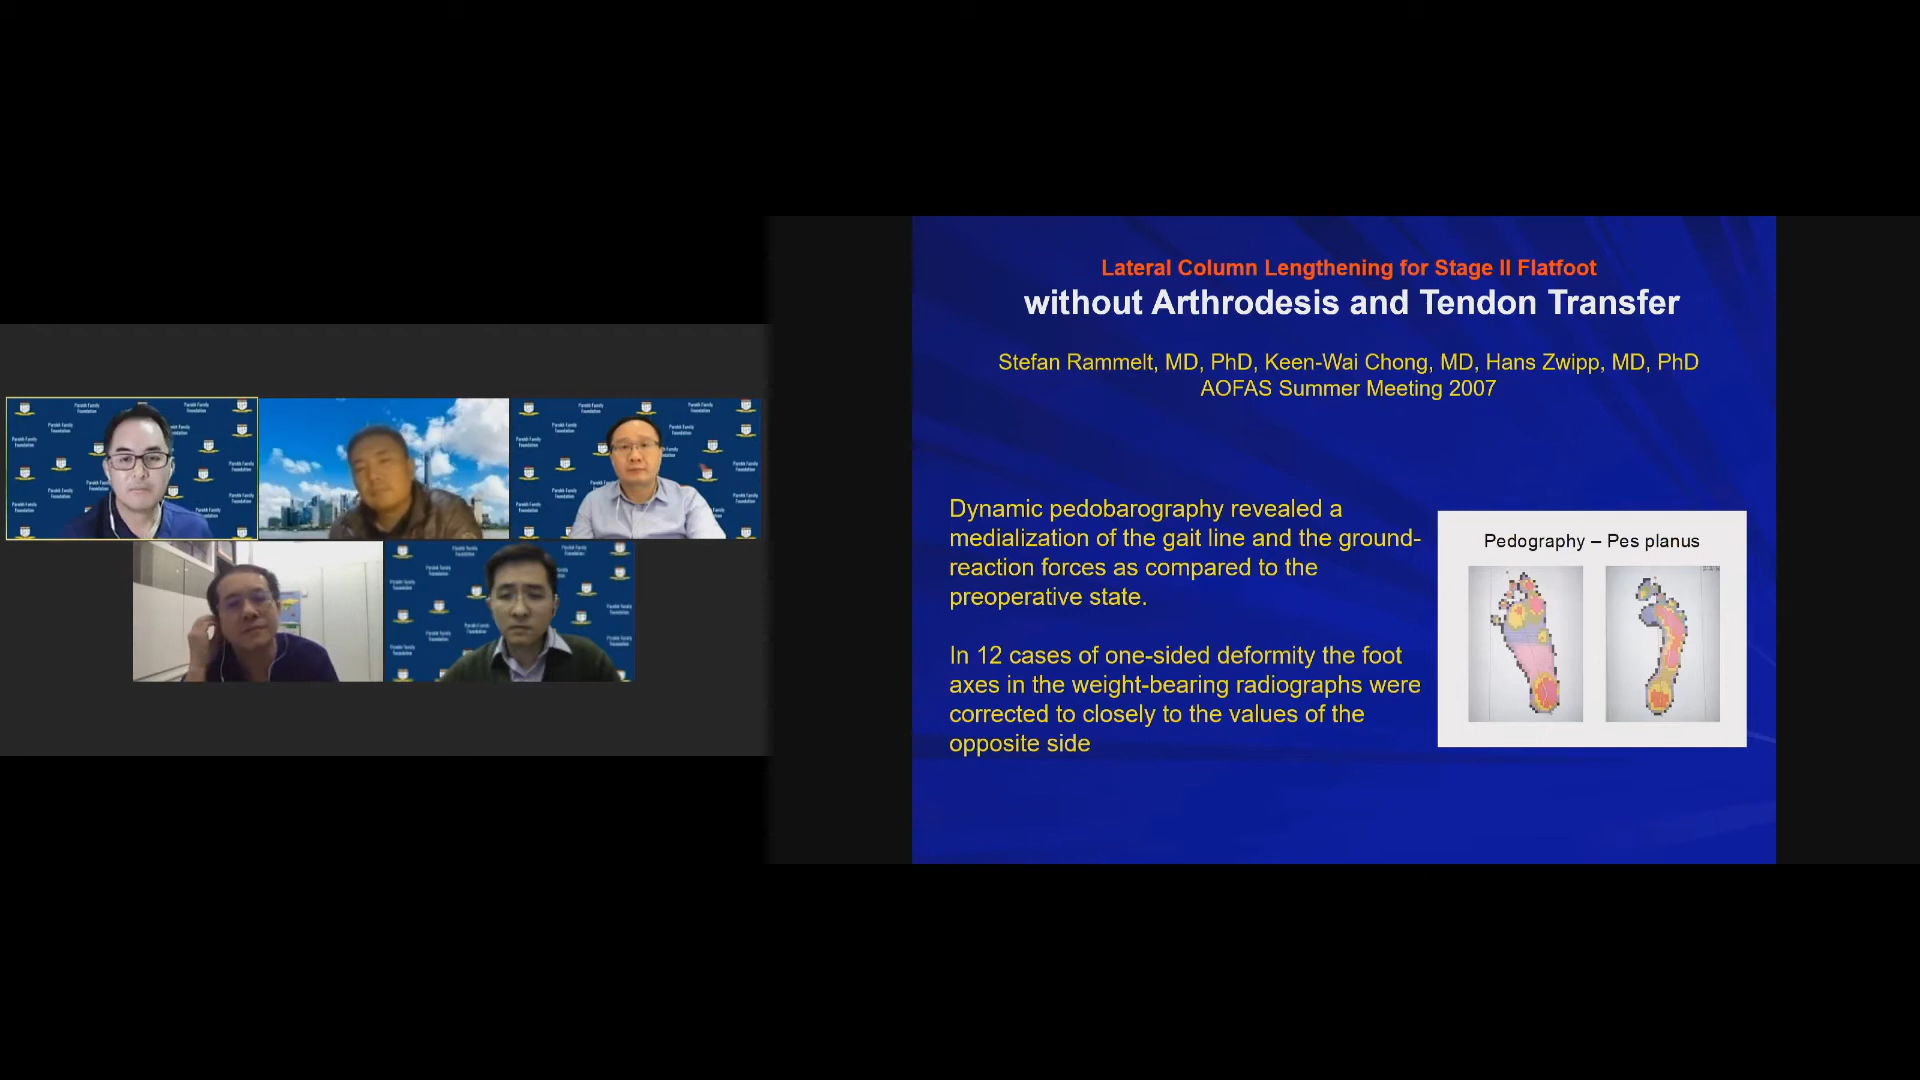 Lateral Column Lengthening for Stage II Flatfoot
without Arthrodesis and Tendon Transfer
Stefan Rammelt, MD, PhD, Keen-Wai Chong, MD, Hans Zwipp, MD, PhD
AOFAS Summer Meeting 2007
Dynamic pedobarography revealed a
medialization of the gait line and the ground-
reaction forces as compared to the
preoperative state.
In 12 cases of one-sided deformity the foot
axes in the weight-bearing radiographs were
corrected to closely to the values of the
opposite side
Pedography – Pes planus
Parekh Family
Foundation